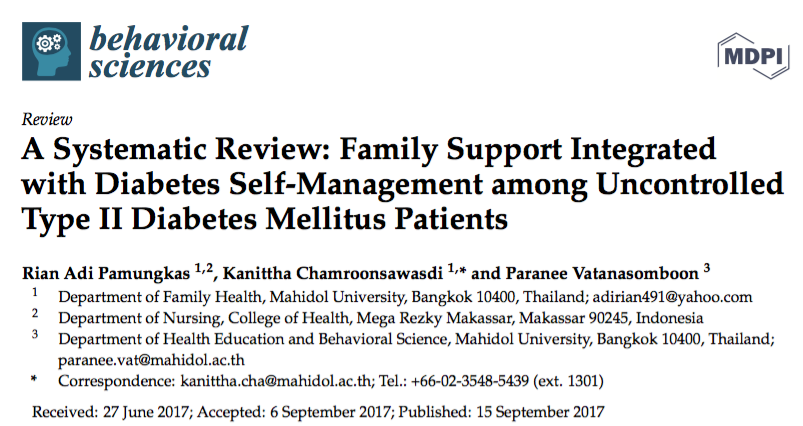 behavioral
sciences
MDPI
Review
A Systematic Review: Family Support Integrated
with Diabetes Self-Management among Uncontrolled
Type II Diabetes Mellitus Patients
Rian Adi Pamungkas 1,2, Kanittha Chamroonsawasdi 1,* and Paranee Vatanasomboon 3
1 Department of Family Health, Mahidol University, Bangkok 10400, Thailand; adirian491@yahoo.com
2 Department of Nursing, College of Health, Mega Rezky Makassar, Makassar 90245, Indonesia
3 Department of Health Education and Behavioral Science, Mahidol University, Bangkok 10400, Thailand;
paranee.vat@mahidol.ac.th
* Correspondence: kanittha.cha@mahidol.ac.th; Tel.: +66-02-3548-5439 (ext. 1301)
Received: 27 June 2017; Accepted: 6 September 2017; Published: 15 September 2017